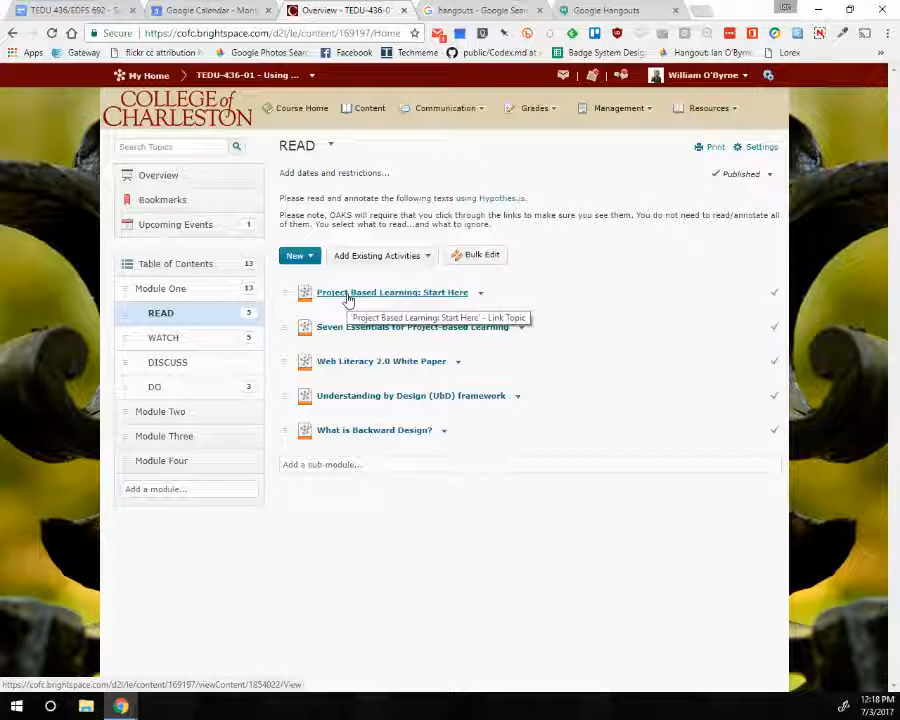 TEDU 436/EDFS 692 - S
Google Calendar - Mon
Overview - TEDU-436-0
hangouts - Google Sea
Google Hangouts
Secure
https://cofc.brightspace.com/d2l/le/content/169197/Home
Apps
Gateway
flickr cc attribution
Google Photos Sear
Feedback
Techmeme
public/Codex.md at
Badge System Desig
Hangout: Ian O'Byrn
Lorex
My Home
TEDU-436-01 - Using ...
William O'Byrne
COLLEGE of
CHARLESTON
Course Home
Content
Communication
Grades
Management
Resources
Search Topics
READ
Print
Settings
Overview
Add dates and restrictions...
Published
Bookmarks
Please read and annotate the following texts using Hypothes.is.
Upcoming Events
1
Please note, OAKS will require that you click through the links to make sure you see them. You do not need to read/annotate all
of them. You select what to read...and what to ignore.
New
Add Existing Activities
Bulk Edit
Table of Contents
13
Module One
13
Project Based Learning: Start Here
READ
5
'Project Based Learning: Start Here' - Link Topic
Seven Essentials for Project-Based Learning
WATCH
5
DISCUSS
Web Literacy 2.0 White Paper
DO
3
Understanding by Design (UbD) framework
Module Two
Module Three
What is Backward Design?
Module Four
Add a sub-module...
Add a module...
https://cofc.brightspace.com/d2l/le/content/169197/viewContent/1854022/View
12:18 PM
7/3/2017